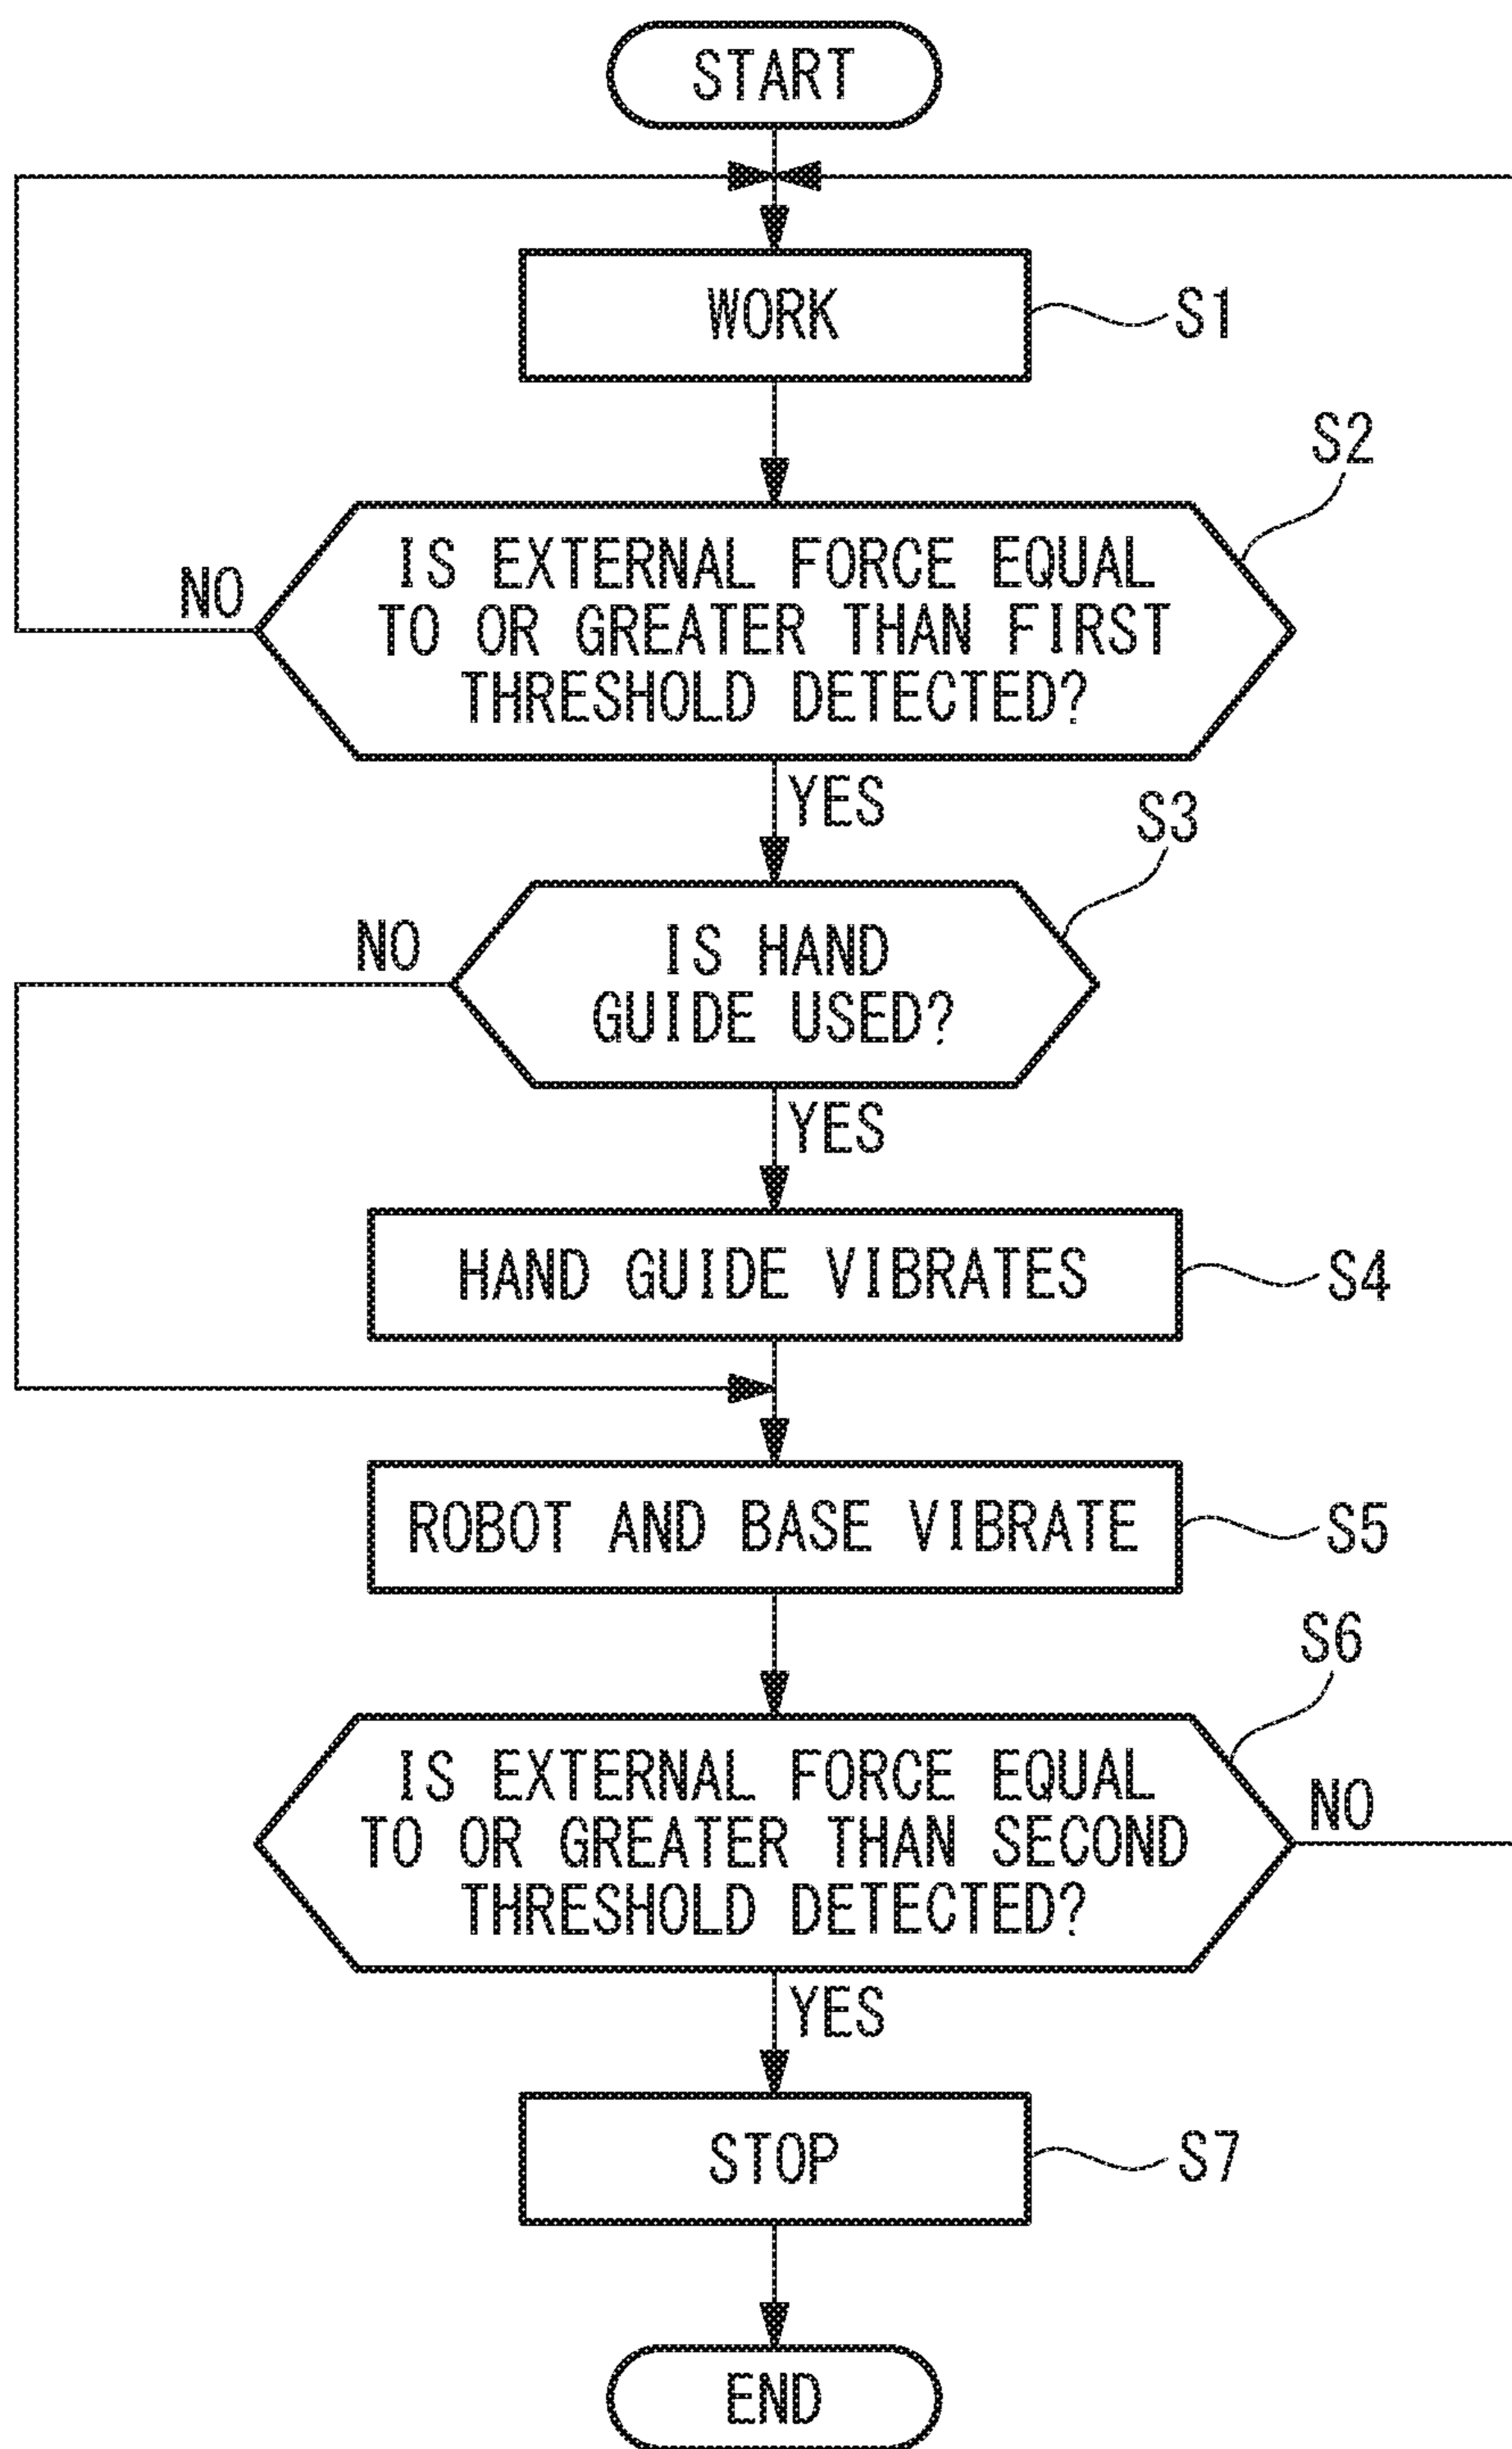 START
WORK
S1
S2
IS EXTERNAL FORCE EQUAL
TO OR GREATER THAN FIRST
THRESHOLD DETECTED?
NO
YES
S3
IS HAND
GUIDE USED?
NO
YES
HAND GUIDE VIBRATES
S4
ROBOT AND BASE VIBRATE
S5
S6
IS EXTERNAL FORCE EQUAL
TO OR GREATER THAN SECOND
THRESHOLD DETECTED?
NO
YES
STOP
S7
END